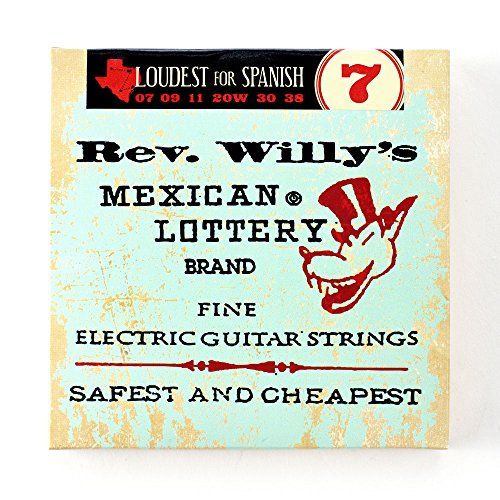 LOUDEST FOR SPANISH
07 09 11 20W 30 38
7
Rev. Willy's
MEXICAN ®
LOTTERY
BRAND
FINE
ELECTRIC GUITAR STRINGS
SAFEST AND CHEAPEST